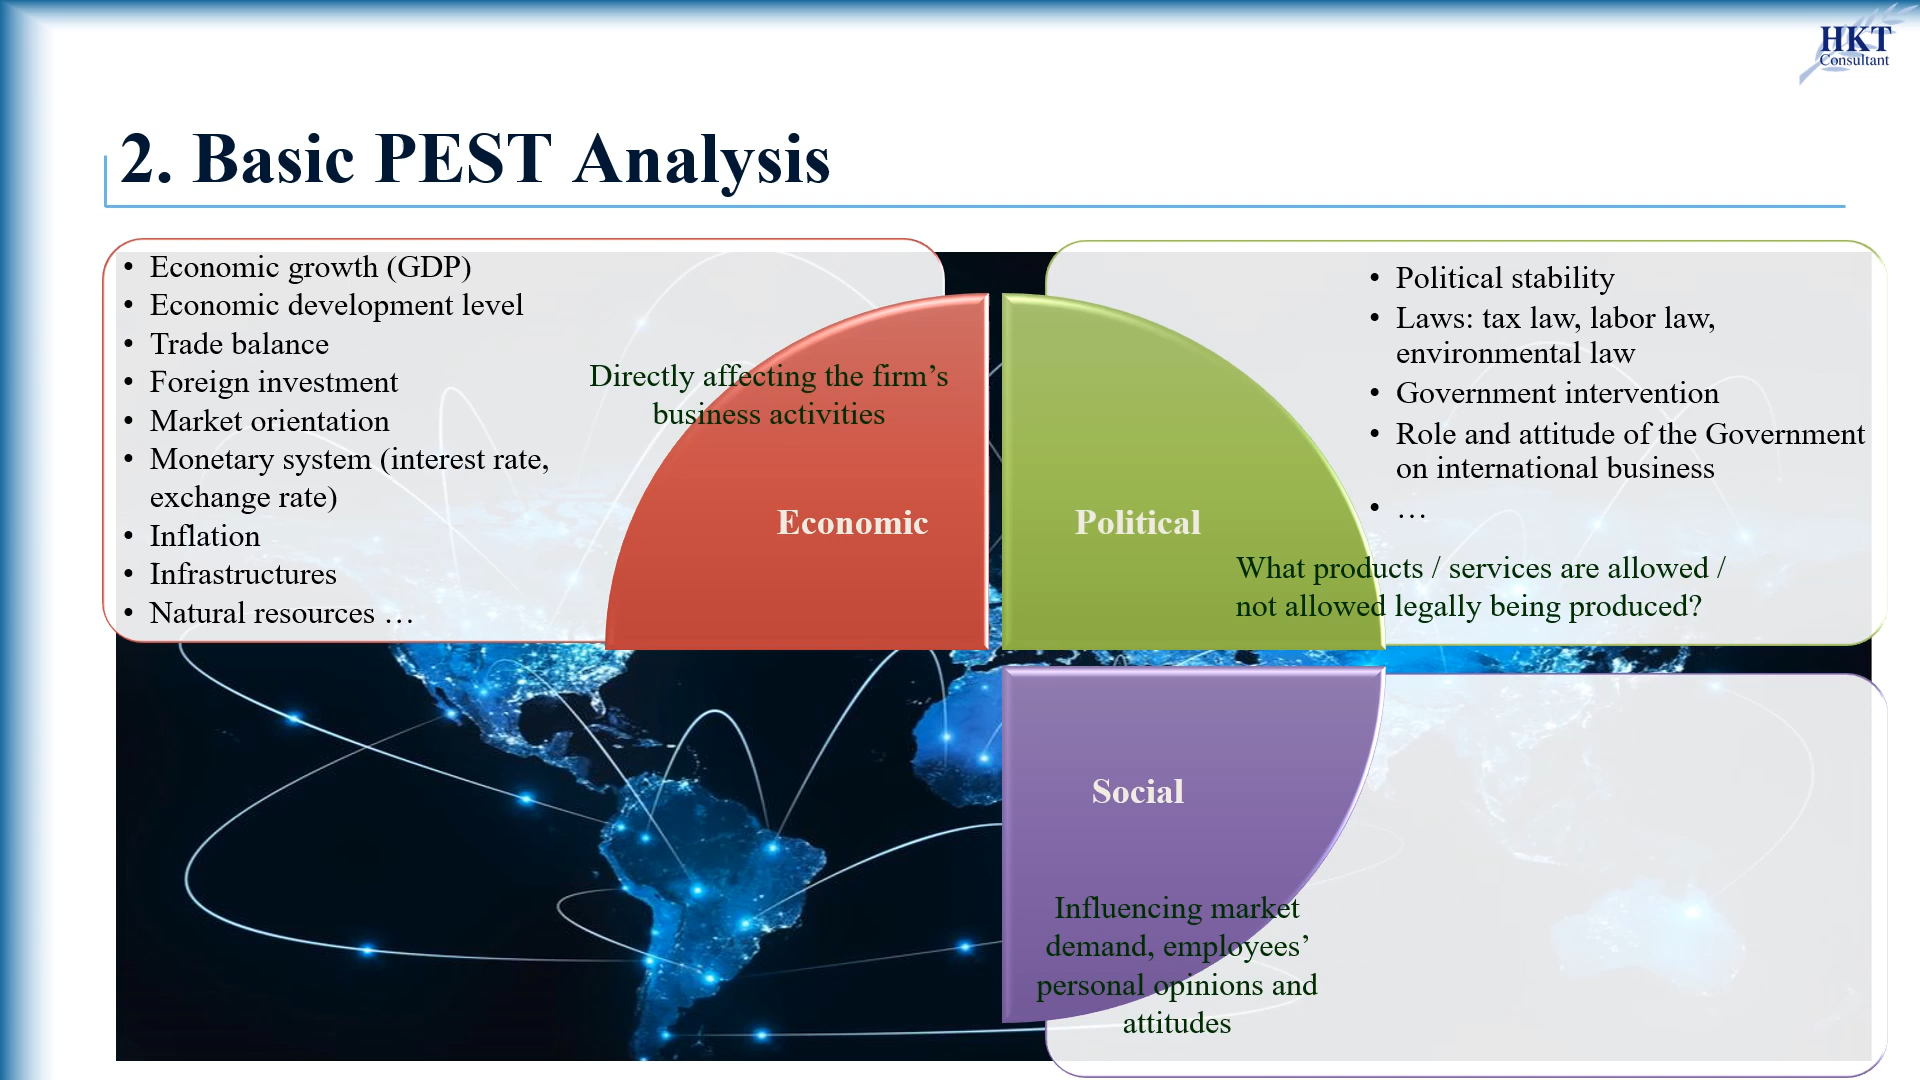 HKT
Consultant
2. Basic PEST Analysis
• Economic growth (GDP)
• Economic development level
• Trade balance
• Foreign investment
• Market orientation
• Monetary system (interest rate,
exchange rate)
• Inflation
• Infrastructures
• Natural resources …
Directly affecting the firm’s
business activities
Economic
Political
• Political stability
• Laws: tax law, labor law,
environmental law
• Government intervention
• Role and attitude of the Government
on international business
• …
What products / services are allowed /
not allowed legally being produced?
Social
Influencing market
demand, employees’
personal opinions and
attitudes